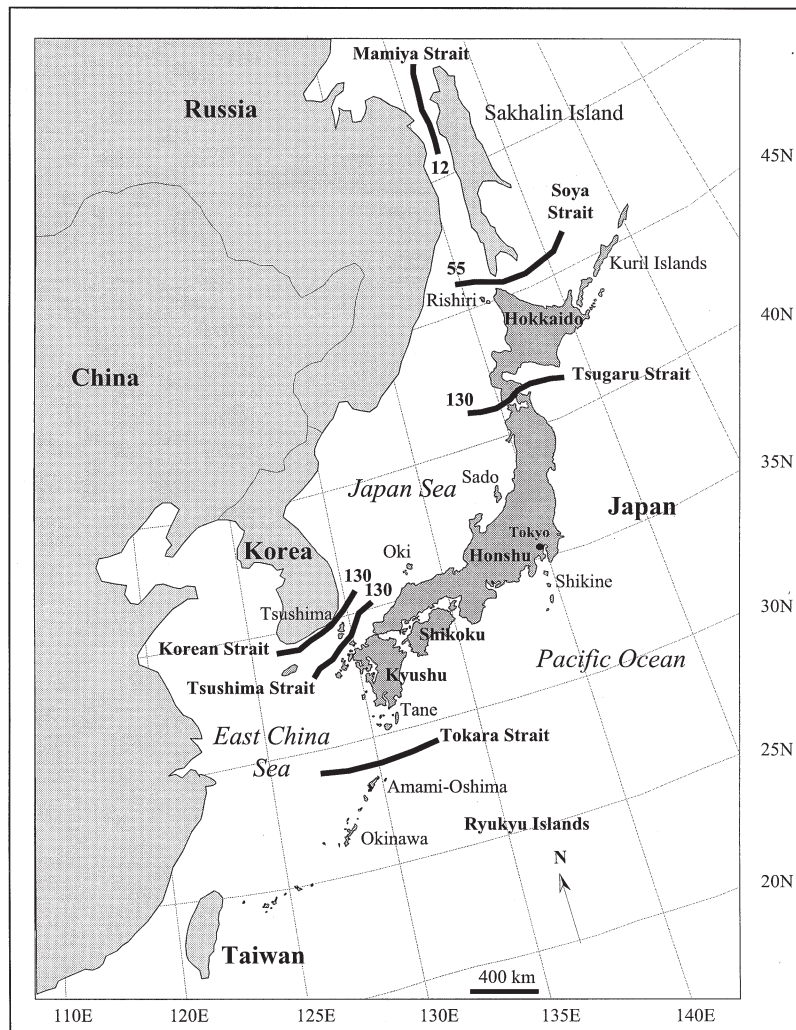 Mamiya Strait
Russia
Sakhalin Island
45N
12
Soya
Strait
55
Kuril Islands
Rishiri
Hokkaido
40N
China
Tsugaru Strait
130
35N
Japan Sea
Sado
Japan
Tokyo
Korea
Honshu
Oki
130
130
Shikine
30N
Tsushima
Shikoku
Korean Strait
Pacific Ocean
Kyushu
Tsushima Strait
Tane
East China
Sea
Tokara Strait
25N
Amami-Oshima
Ryukyu Islands
Okinawa
N
20N
Taiwan
400 km
110E 120E 125E 130E 135E 140E